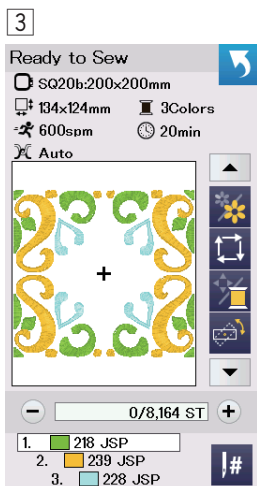 3
Ready to Sew
SQ20b:200x200mm
134x124mm 3Colors
600spm 20min
Auto
0/8,164 ST
1. 218 JSP
2. 239 JSP
3. 228 JSP
#